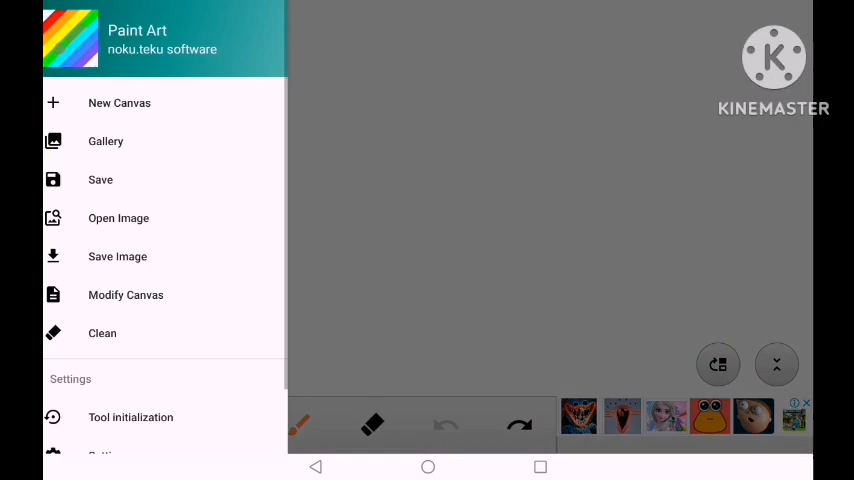 Paint Art
noku.teku software
KINEMASTER
New Canvas
Gallery
Save
Open Image
Save Image
Modify Canvas
Clean
Settings
Tool initialization